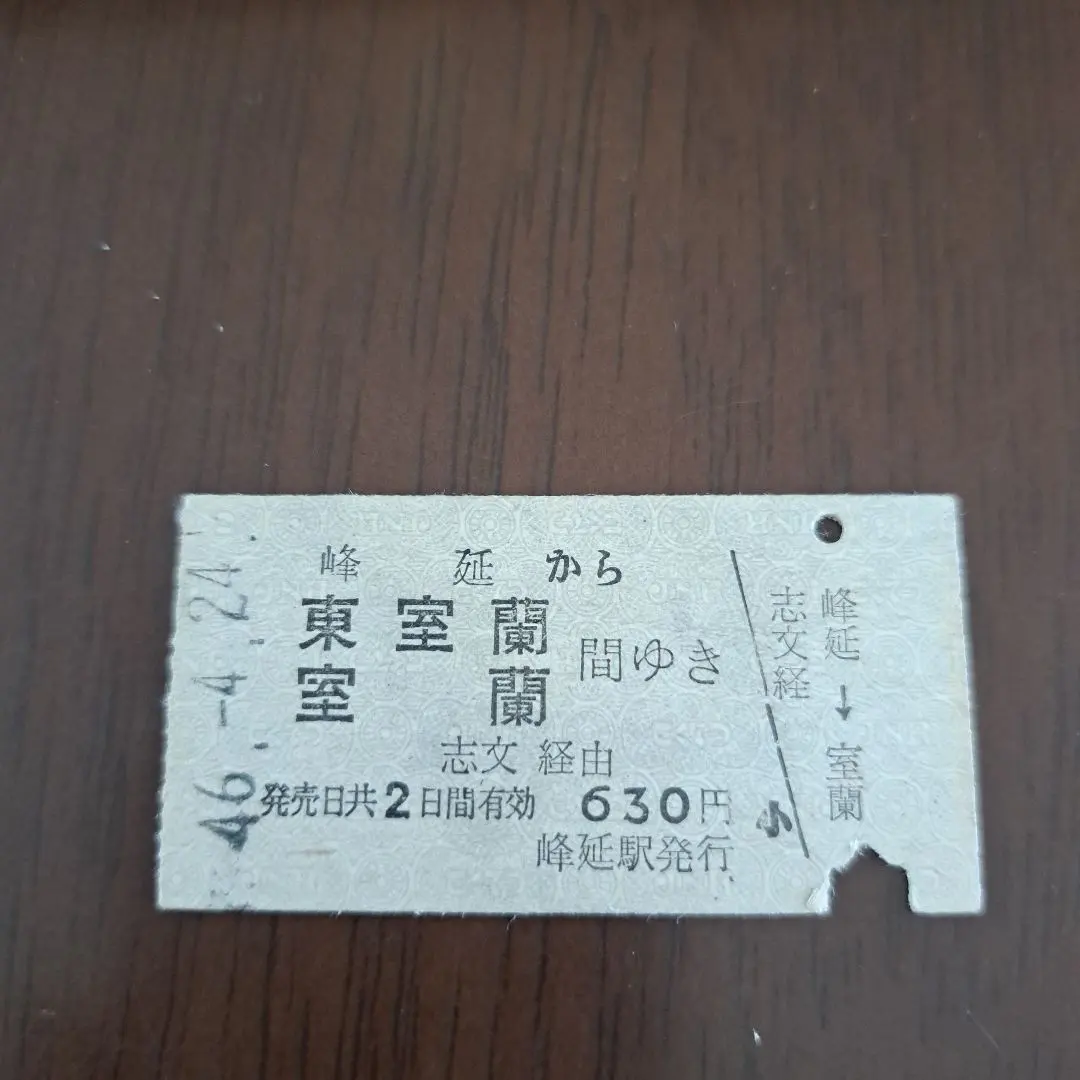 峰延から
東室蘭
室蘭
間ゆき
志文経由
発売日共2日間有効 630円
峰延駅発行
46.-4.24
峰延→室蘭
志文経
小